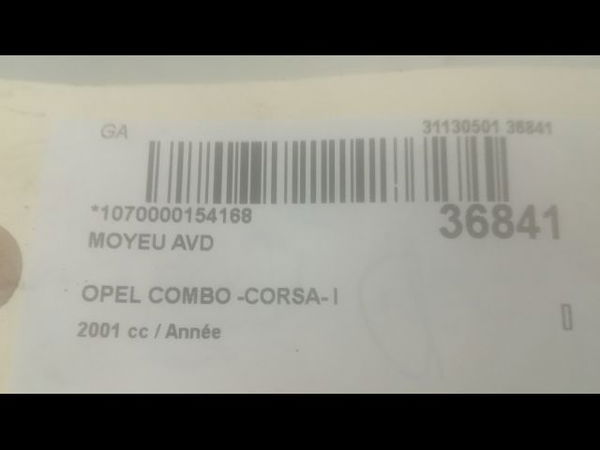 GA 31130501 36841
*1070000154168 36841
MOYEU AVD
OPEL COMBO -CORSA- I
2001 cc / Année